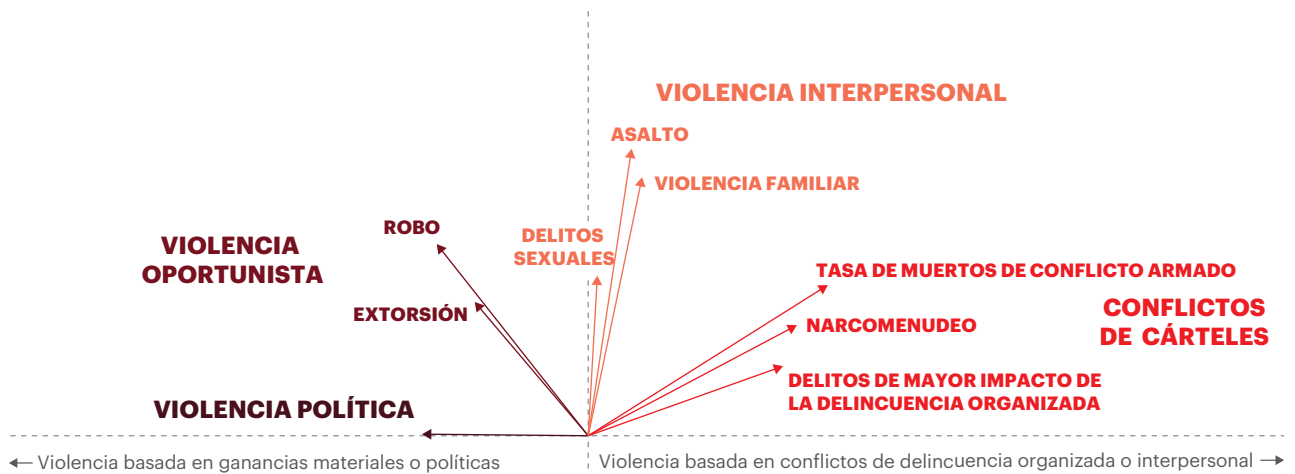 VIOLENCIA INTERPERSONAL
ASALTO
VIOLENCIA FAMILIAR
ROBO
DELITOS
SEXUALES
VIOLENCIA
OPORTUNISTA
EXTORSIÓN
TASA DE MUERTOS DE CONFLICTO ARMADO
CONFLICTOS
DE CÁRTELES
NARCOMENUDEO
DELITOS DE MAYOR IMPACTO DE
LA DELINCUENCIA ORGANIZADA
VIOLENCIA POLÍTICA
← Violencia basada en ganancias materiales o políticas
Violencia basada en conflictos de delincuencia organizada o interpersonal →